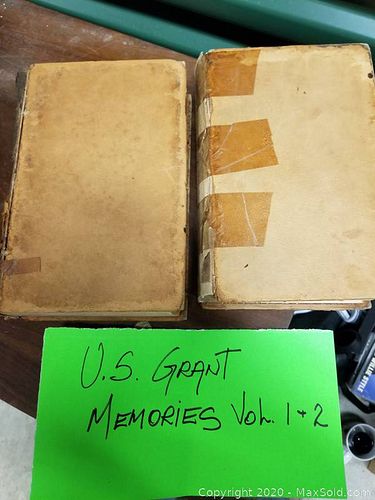 U.S. GRANT
MEMORIES VOL. 1 + 2
Copyright © 2020 - MaxSold.com